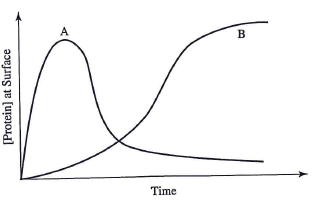 A
B
[Protein] at Surface
Time